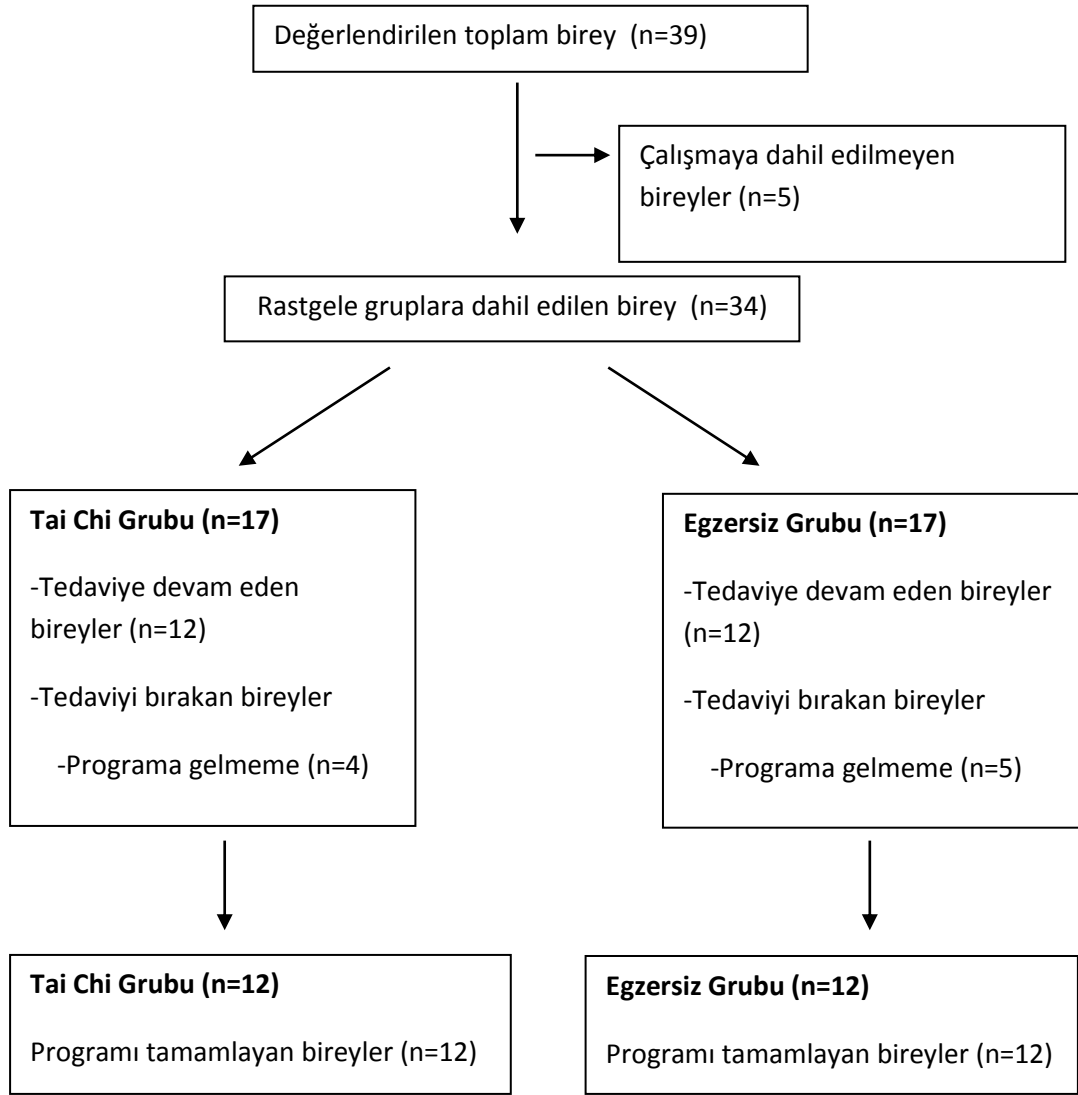 Değerlendirilen toplam birey (n=39)
Çalışmaya dahil edilmeyen
bireyler (n=5)
Rastgele gruplara dahil edilen birey (n=34)
Tai Chi Grubu (n=17)
-Tedaviye devam eden
bireyler (n=12)
-Tedaviyi bırakan bireyler
-Programa gelmeme (n=4)
Egzersiz Grubu (n=17)
-Tedaviye devam eden bireyler
(n=12)
-Tedaviyi bırakan bireyler
-Programa gelmeme (n=5)
Tai Chi Grubu (n=12)
Programı tamamlayan bireyler (n=12)
Egzersiz Grubu (n=12)
Programı tamamlayan bireyler (n=12)